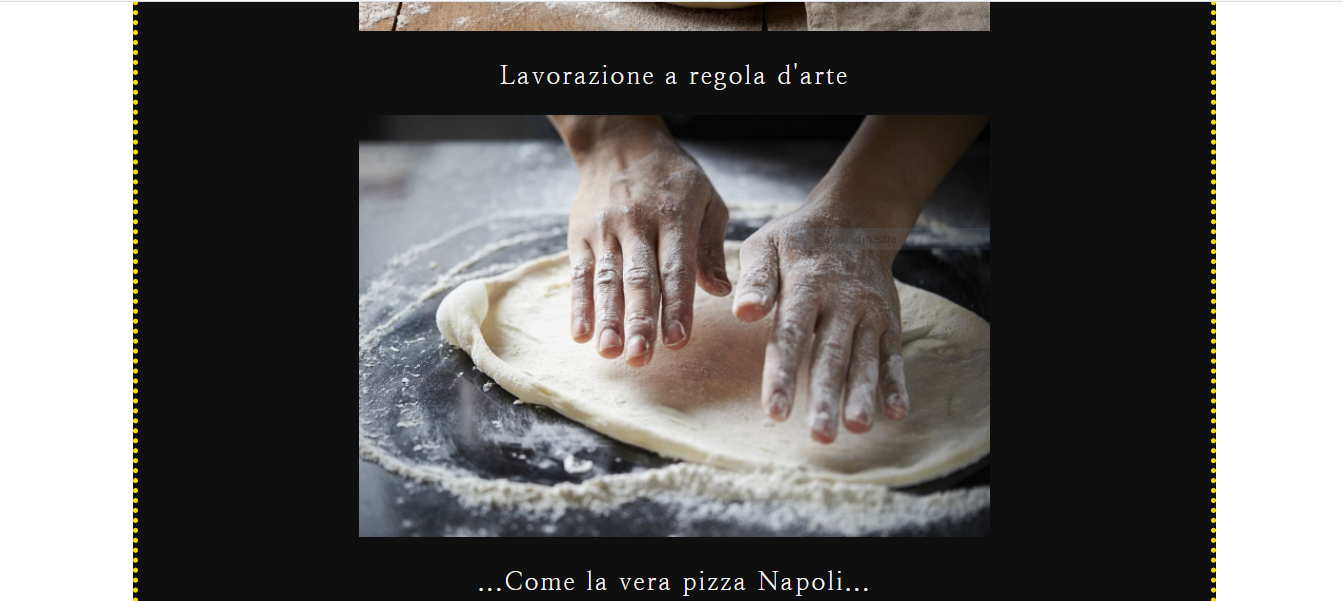 Lavorazione a regola d'arte
...Come la vera pizza Napoli...